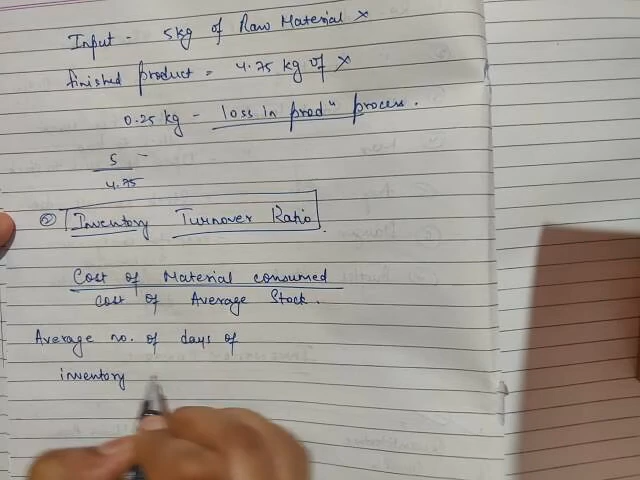 Input - 5kg of Raw Material X
finished product = 4.75 kg of X
0.25 kg - loss in prodⁿ process.
5 -
4.75
② Inventory Turnover Ratio.
Cost of Material consumed
cost of Average Stock.
Average no. of days of
inventory